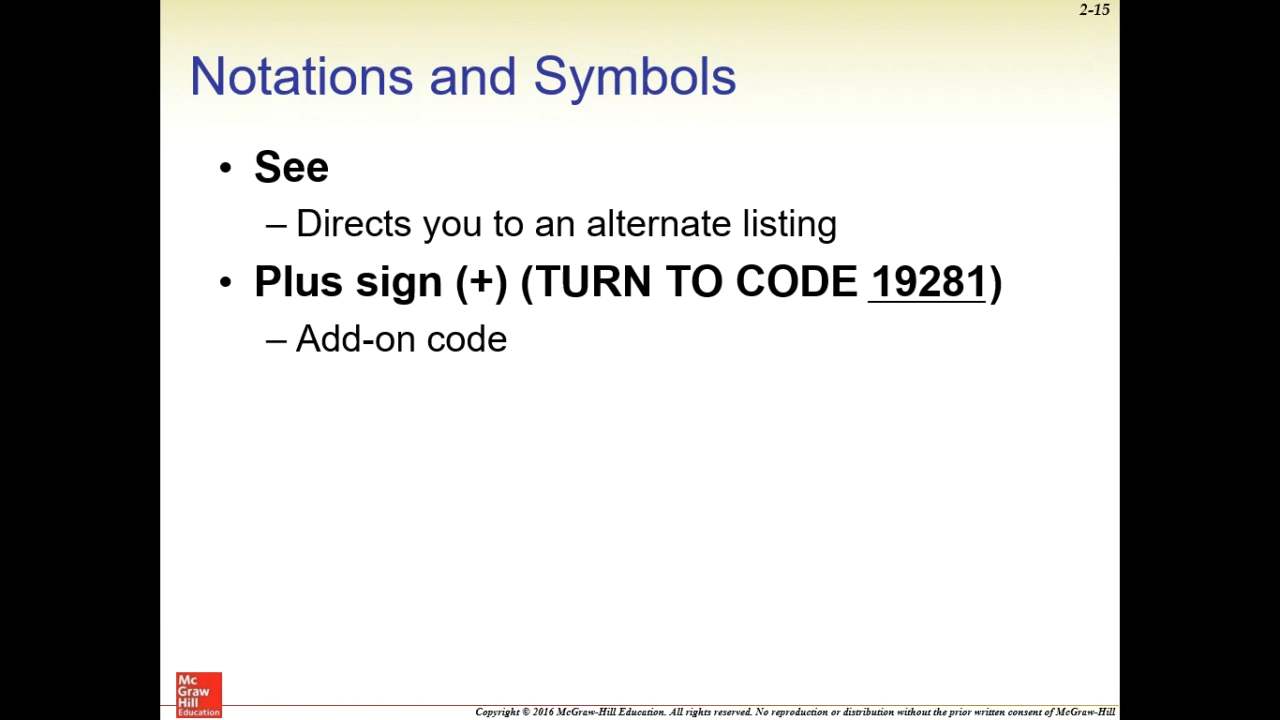 2-15
Notations and Symbols
• See
– Directs you to an alternate listing
• Plus sign (+) (TURN TO CODE 19281)
– Add-on code
Mc
Graw
Hill
Education
Copyright © 2016 McGraw-Hill Education. All rights reserved. No reproduction or distribution without the prior written consent of McGraw-Hill